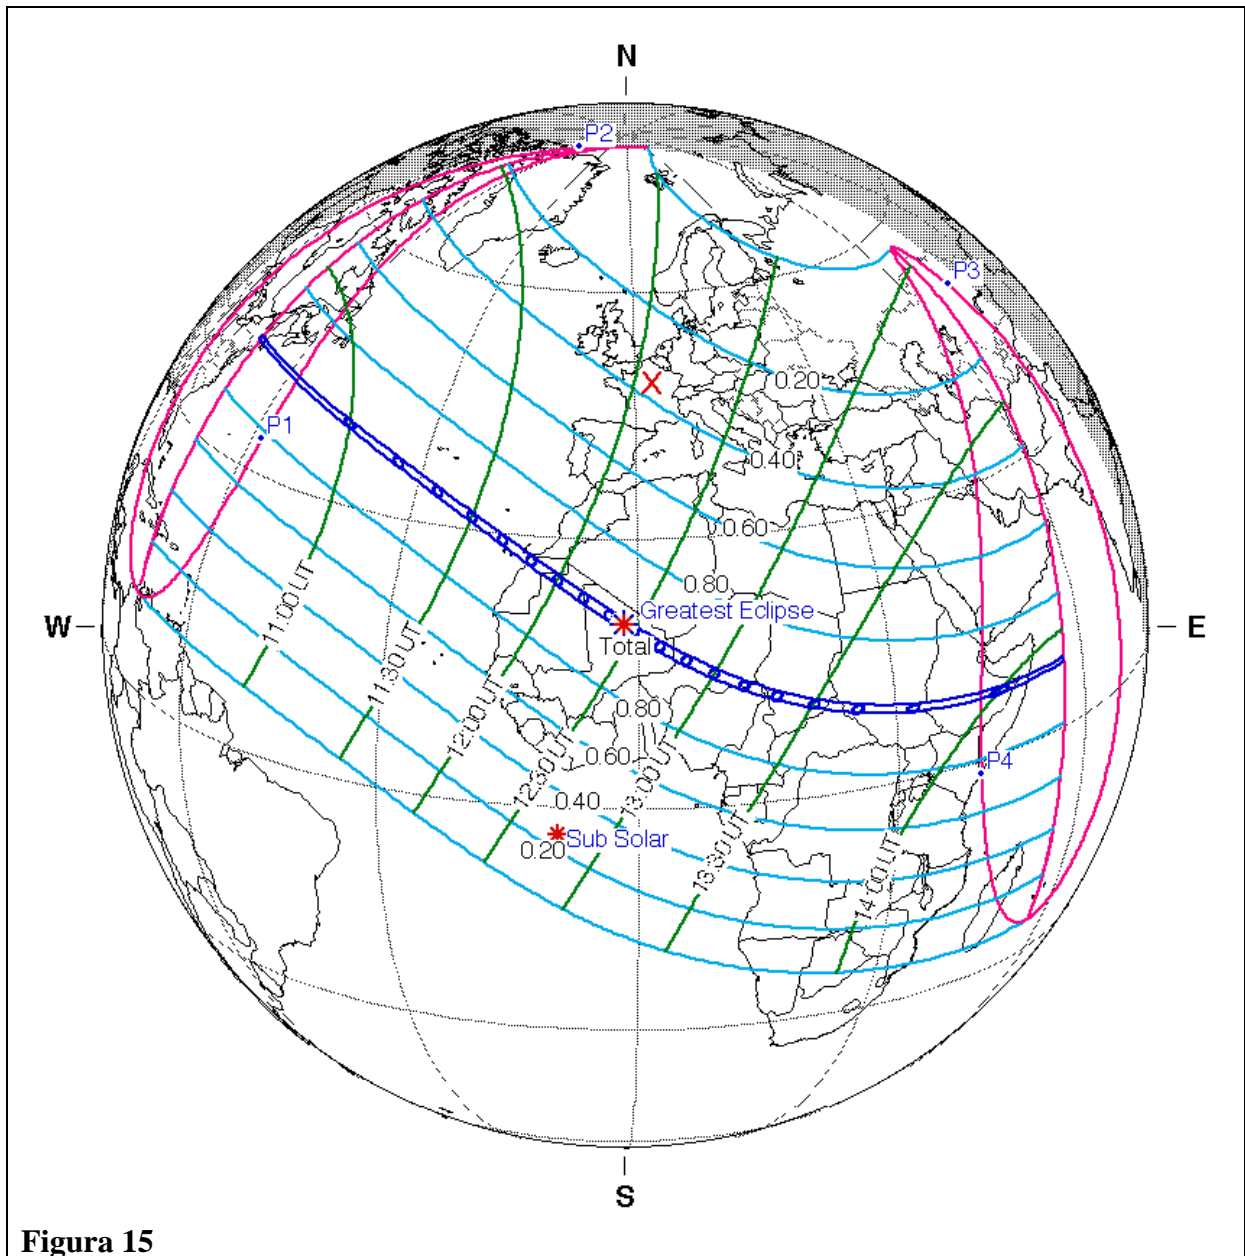 N
P2
P3
0.20
P1
0.40
0.60
0.80
11:00 UT
Greatest Eclipse
W
E
Total
11:30 UT
12:00 UT
0.80
12:30 UT
0.60
13:00 UT
P4
0.40
Sub Solar
0.20
13:30 UT
14:00 UT
S
Figura 15